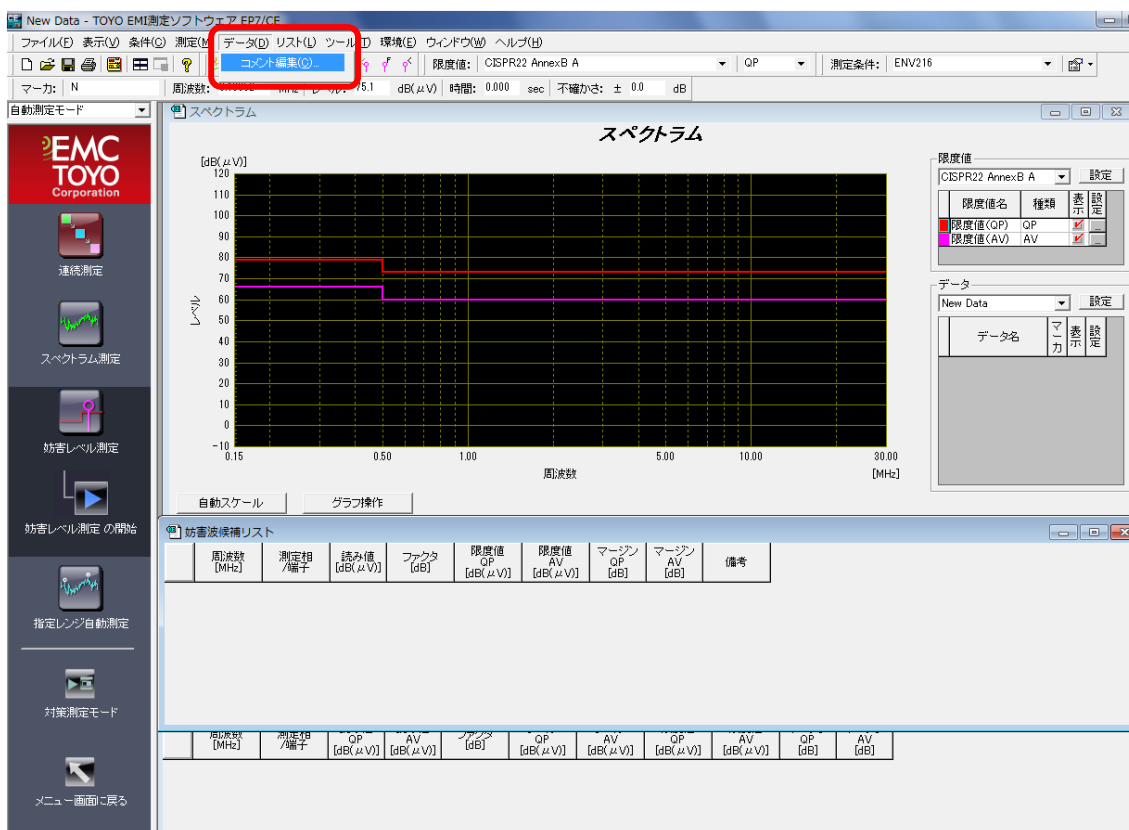 New Data - TOYO EMI測定ソフトウェア EP7/CE
ファイル(F) 表示(V) 条件(C) 測定(M) データ(D) リスト(L) ツール(T) 環境(E) ウィンドウ(W) ヘルプ(H)
コメント編集(C)...
限度値: CISPR22 AnnexB A QP 測定条件: ENV216
マーカ: N 周波数: MHz レベル: 75.1 dB(μV) 時間: 0.000 sec 不確かさ: ± 0.0 dB
自動測定モード
EMC
TOYO
Corporation
連続測定
スペクトラム測定
妨害レベル測定
妨害レベル測定 の開始
指定レンジ自動測定
対策測定モード
メニュー画面に戻る
スペクトラム
スペクトラム
[dB(μV)]
120
110
100
90
80
70
60
50
40
30
20
10
0
-10
レベル
0.15 0.50 1.00 5.00 10.00 30.00
周波数 [MHz]
自動スケール グラフ操作
限度値
CISPR22 AnnexB A 設定
限度値名 種類 表示 設定
限度値(QP) QP ...
限度値(AV) AV ...
データ
New Data 設定
データ名 マーカ 表示 設定
妨害波候補リスト
周波数 [MHz] 測定相 /端子 読み値 [dB(μV)] ファクタ [dB] 限度値 QP [dB(μV)] 限度値 AV [dB(μV)] マージン QP [dB] マージン AV [dB] 備考
周波数 測定相 QP AV ファクタ QP AV QP AV QP AV
[MHz] /端子 [dB(μV)] [dB(μV)] [dB] [dB(μV)] [dB(μV)] [dB(μV)] [dB(μV)] [dB] [dB]